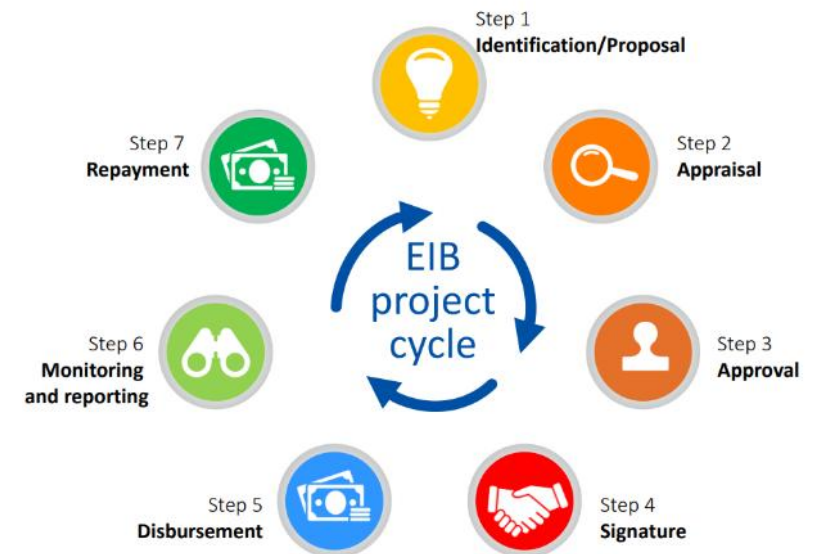 Step 1
Identification/Proposal
Step 2
Appraisal
Step 3
Approval
Step 4
Signature
Step 5
Disbursement
Step 6
Monitoring
and reporting
Step 7
Repayment
EIB
project
cycle